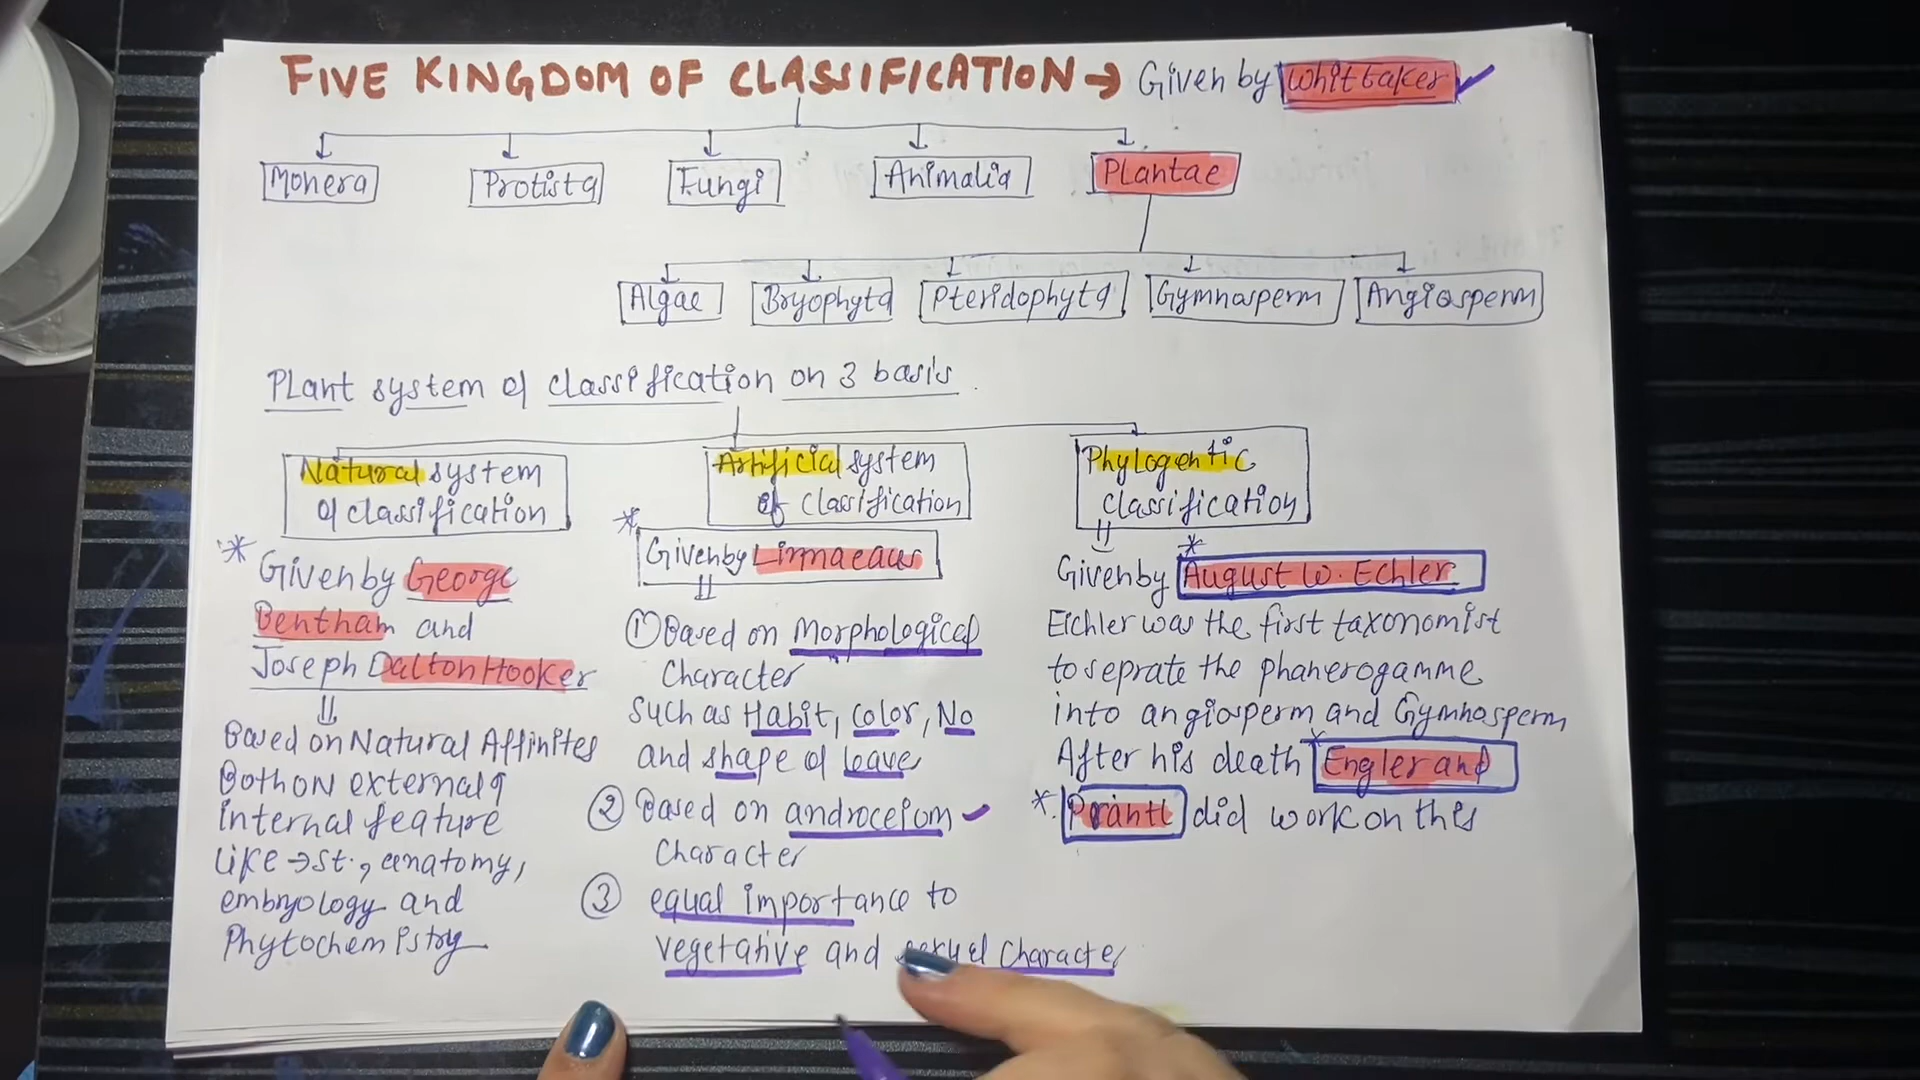 FIVE KINGDOM OF CLASSIFICATION → Given by Whittaker ✓
Monera Protista Fungi Animalia Plantae
Algae Bryophyta Pteridophyta Gymnosperm Angiosperm
Plant system of classification on 3 basis.
Natural system
of classification
* Given by George
Bentham and
Joseph Dalton Hooker
Based on Natural Affinites
Both on external &
internal feature
Like → st., anatomy,
embryology and
Phytochemistry
Artificial system
of classification
* Given by Linnaeaus
① Based on Morphological
Character
Such as Habit, color, No
and shape of leave
② Based on androceiom ✓
Character
③ equal importance to
vegetative and sexual Character
Phylogentic
classification
* Given by August W. Echler
Eichler was the first taxonomist
to seprate the phanerogamme
into angiosperm and Gymnosperm
After his death * Engler and
*. Prantl did work on this